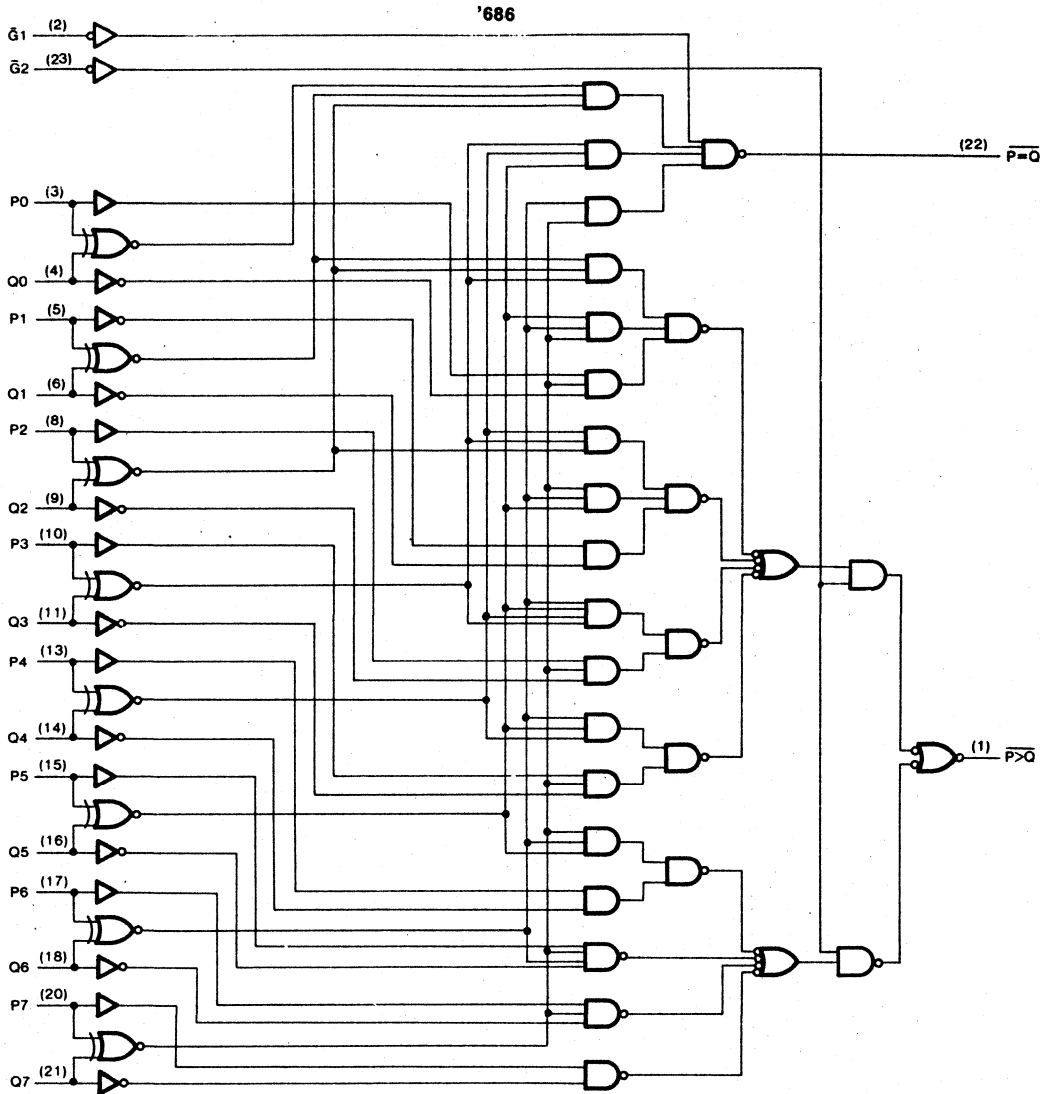 '686
G̅1 (2)
G̅2 (23)
(22) P̅=̅Q̅
P0 (3)
Q0 (4)
P1 (5)
Q1 (6)
P2 (8)
Q2 (9)
P3 (10)
Q3 (11)
P4 (13)
Q4 (14)
(1) P̅>̅Q̅
P5 (15)
Q5 (16)
P6 (17)
Q6 (18)
P7 (20)
Q7 (21)